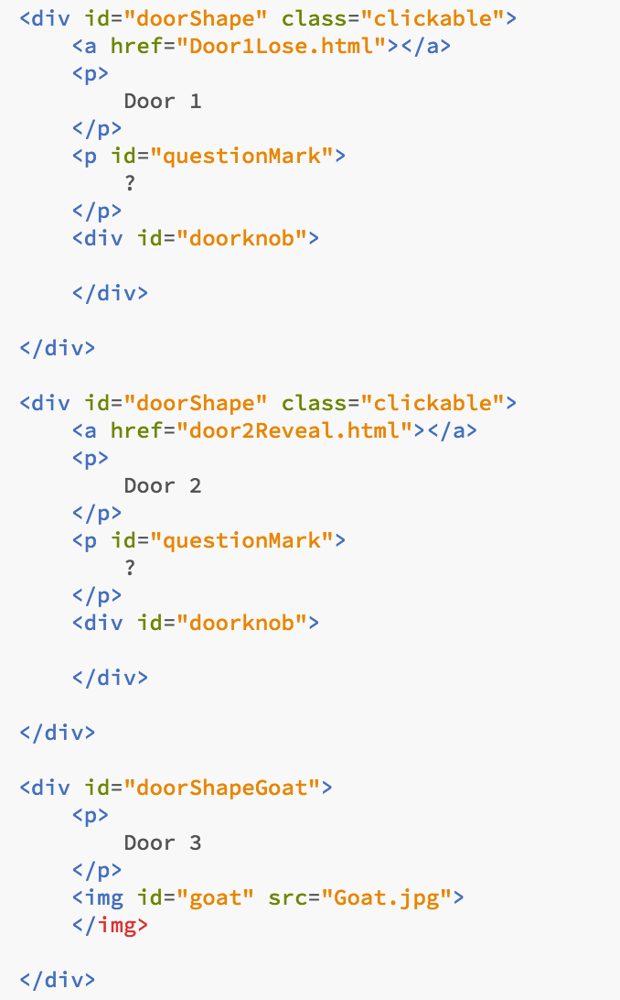 <div id="doorShape" class="clickable">
    <a href="Door1Lose.html"></a>
    <p>
        Door 1
    </p>
    <p id="questionMark">
        ?
    </p>
    <div id="doorknob">
    </div>
</div>
<div id="doorShape" class="clickable">
    <a href="door2Reveal.html"></a>
    <p>
        Door 2
    </p>
    <p id="questionMark">
        ?
    </p>
    <div id="doorknob">
    </div>
</div>
<div id="doorShapeGoat">
    <p>
        Door 3
    </p>
    <img id="goat" src="Goat.jpg">
    </img>
</div>